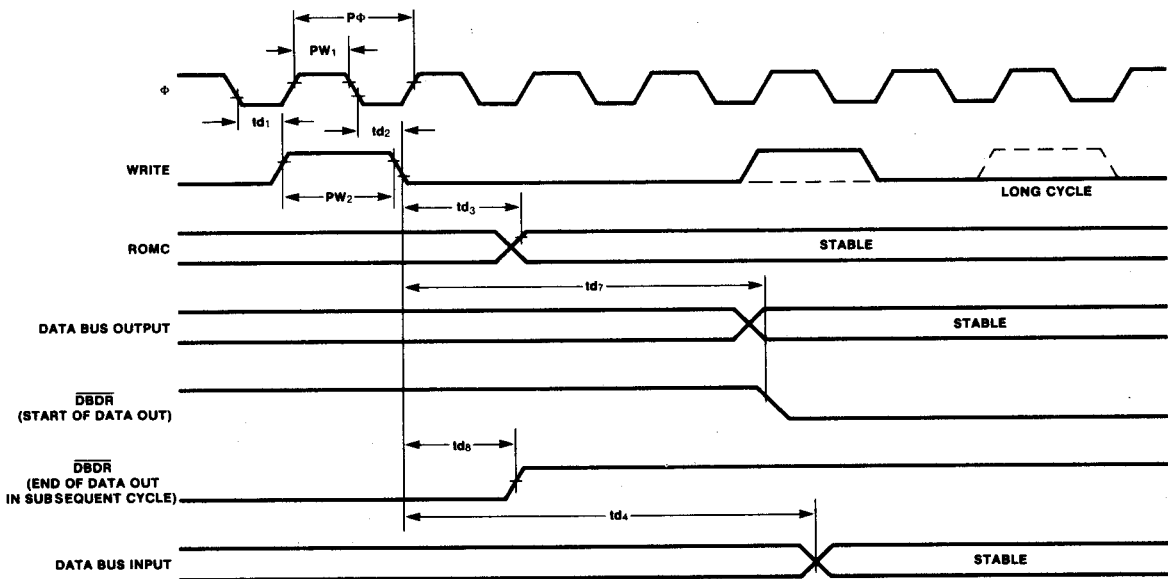 PΦ
PW₁
Φ
td₁
td₂
WRITE
PW₂
LONG CYCLE
td₃
ROMC
STABLE
td₇
DATA BUS OUTPUT
STABLE
DBDR
(START OF DATA OUT)
td₈
DBDR
(END OF DATA OUT
IN SUBSEQUENT CYCLE)
td₄
DATA BUS INPUT
STABLE